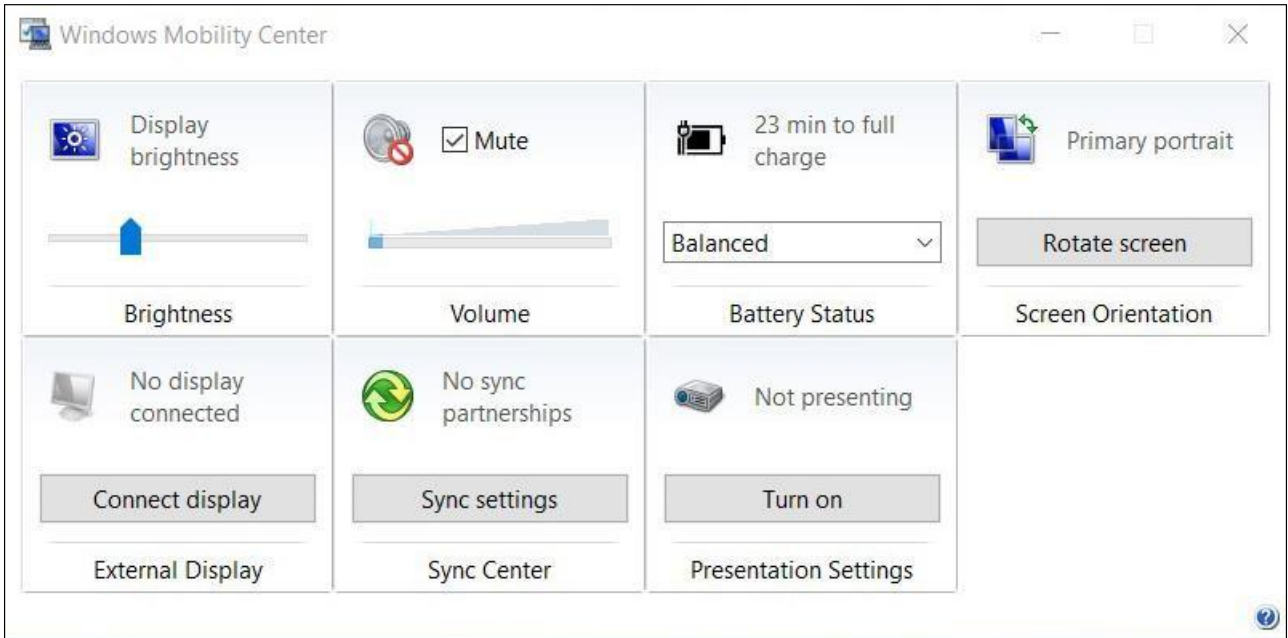 Windows Mobility Center
Display
brightness
Brightness
Mute
Volume
23 min to full
charge
Balanced
Battery Status
Primary portrait
Rotate screen
Screen Orientation
No display
connected
Connect display
External Display
No sync
partnerships
Sync settings
Sync Center
Not presenting
Turn on
Presentation Settings